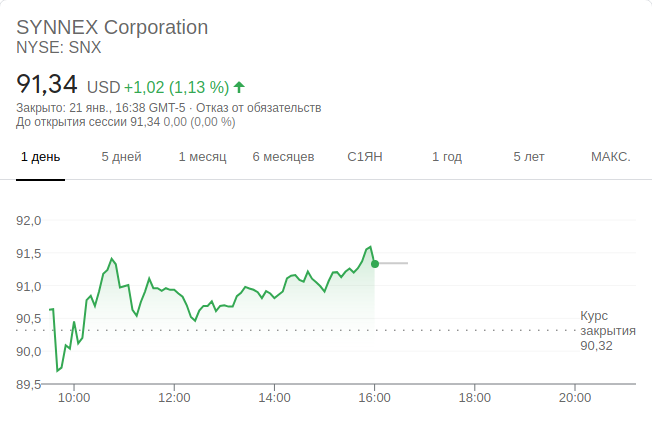 SYNNEX Corporation
NYSE: SNX
91,34 USD +1,02 (1,13 %)
Закрыто: 21 янв., 16:38 GMT-5 · Отказ от обязательств
До открытия сессии 91,34 0,00 (0,00 %)
1 день 5 дней 1 месяц 6 месяцев С1ЯН 1 год 5 лет МАКС.
92,0
91,5
91,0
90,5
90,0
89,5
Курс
закрытия
90,32
10:00 12:00 14:00 16:00 18:00 20:00